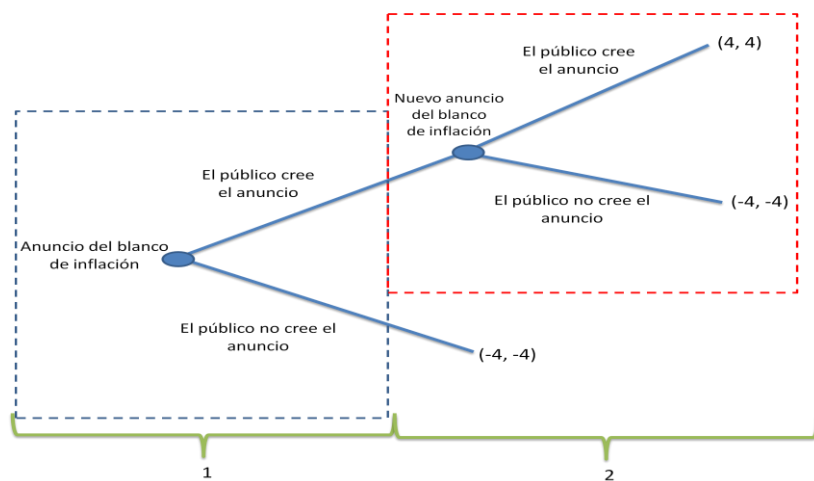 El público cree
el anuncio
(4, 4)
Nuevo anuncio
del blanco
de inflación
El público cree
el anuncio
El público no cree el
anuncio
(-4, -4)
Anuncio del blanco
de inflación
El público no cree el
anuncio
(-4, -4)
1
2